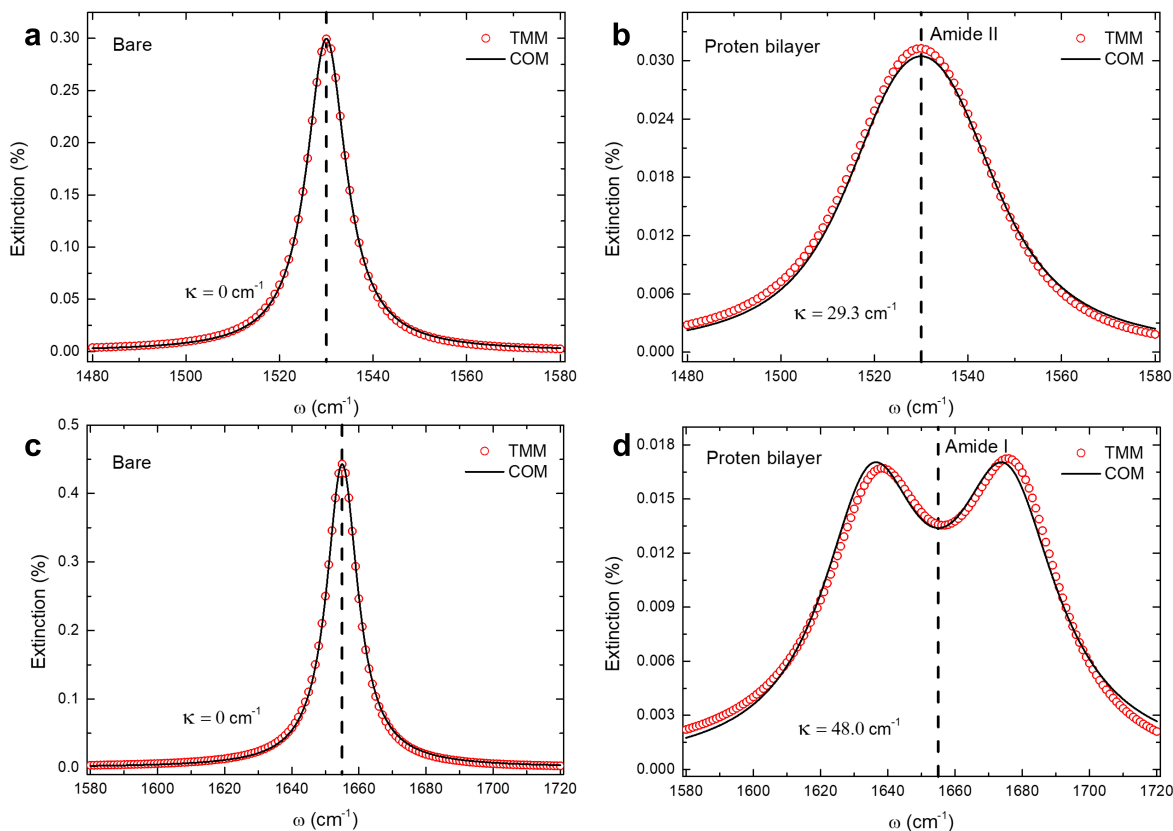 a
Bare
TMM
COM
κ = 0 cm⁻¹
Extinction (%)
0.30
0.25
0.20
0.15
0.10
0.05
0.00
1480
1500
1520
1540
1560
1580
ω (cm⁻¹)
b
Amide II
Proten bilayer
TMM
COM
κ = 29.3 cm⁻¹
Extinction (%)
0.030
0.024
0.018
0.012
0.006
0.000
1480
1500
1520
1540
1560
1580
ω (cm⁻¹)
c
Bare
TMM
COM
κ = 0 cm⁻¹
Extinction (%)
0.5
0.4
0.3
0.2
0.1
0.0
1580
1600
1620
1640
1660
1680
1700
1720
ω (cm⁻¹)
d
Amide I
Proten bilayer
TMM
COM
κ = 48.0 cm⁻¹
Extinction (%)
0.018
0.015
0.012
0.009
0.006
0.003
0.000
1580
1600
1620
1640
1660
1680
1700
1720
ω (cm⁻¹)